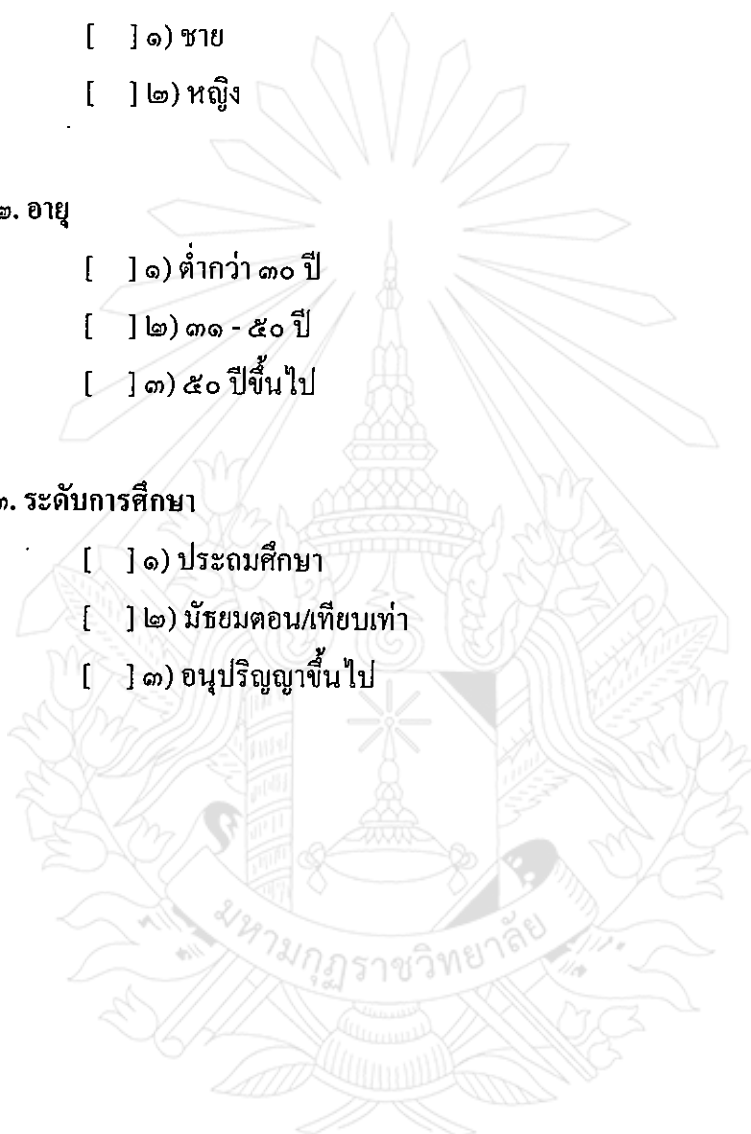 [ ] ๑) ชาย
[ ] ๒) หญิง
๒. อายุ
[ ] ๑) ต่ำกว่า ๓๐ ปี
[ ] ๒) ๓๑ - ๕๐ ปี
[ ] ๓) ๕๐ ปีขึ้นไป
๓. ระดับการศึกษา
[ ] ๑) ประถมศึกษา
[ ] ๒) มัธยมตอน/เทียบเท่า
[ ] ๓) อนุปริญญาขึ้นไป
มหามกุฏราชวิทยาลัย